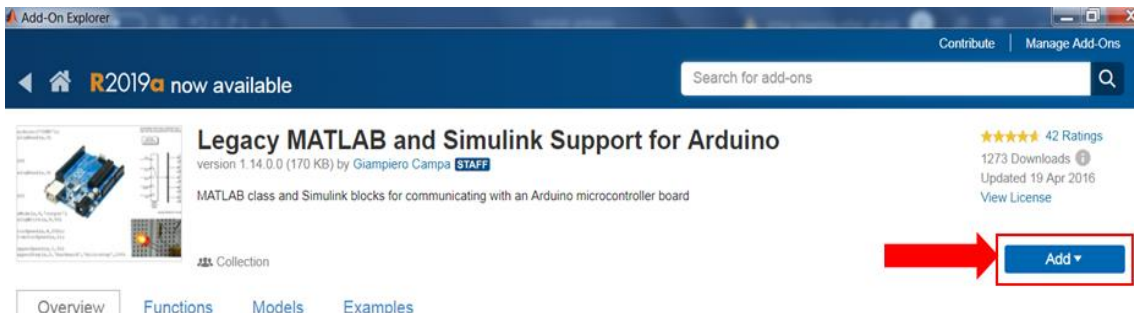 Add-On Explorer
Contribute | Manage Add-Ons
R2019a now available
Search for add-ons
Legacy MATLAB and Simulink Support for Arduino
version 1.14.0.0 (170 KB) by Giampiero Campa STAFF
MATLAB class and Simulink blocks for communicating with an Arduino microcontroller board
42 Ratings
1273 Downloads
Updated 19 Apr 2016
View License
Collection
Add
Overview Functions Models Examples